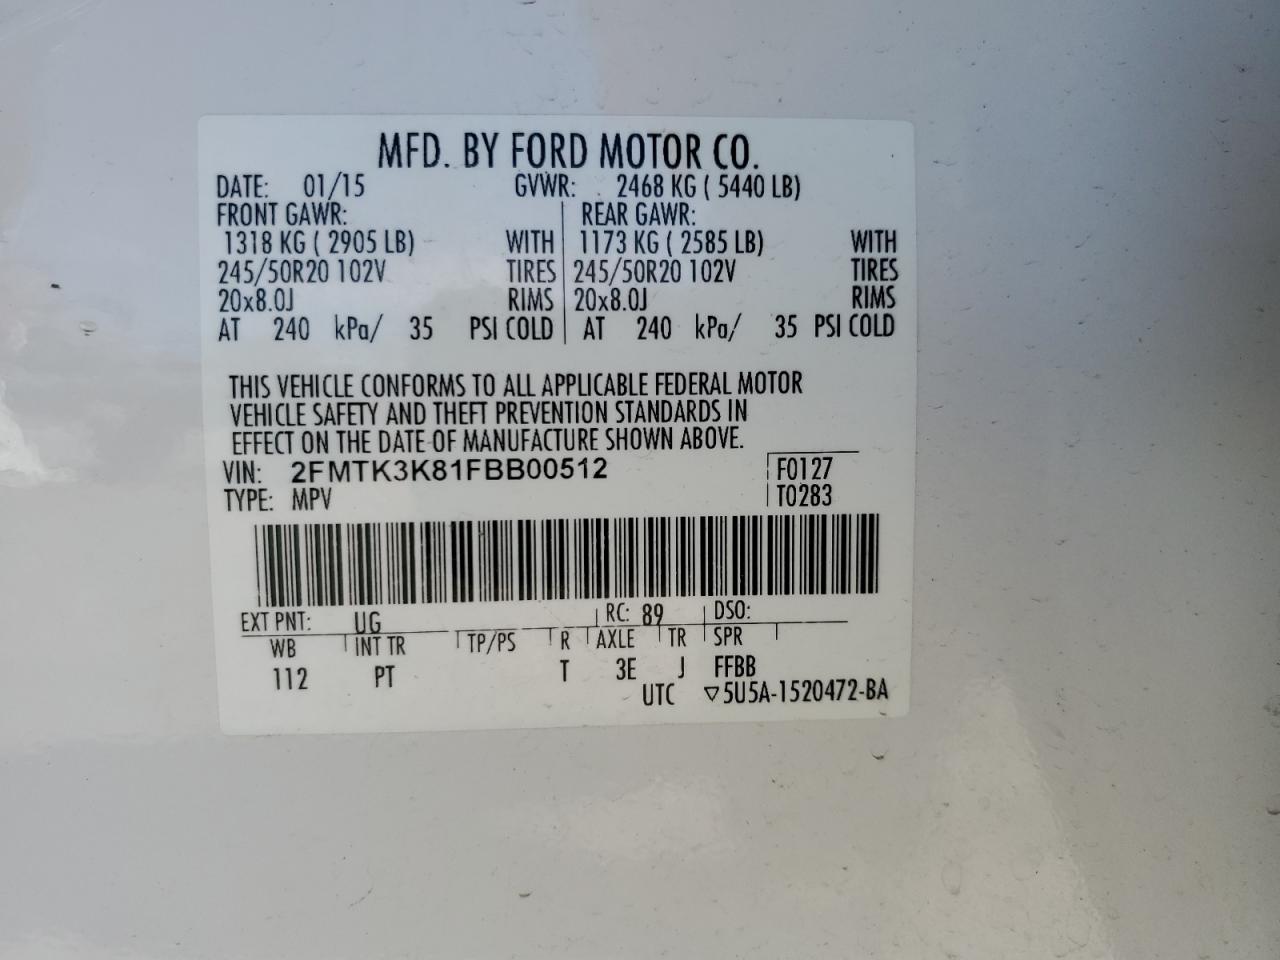 MFD. BY FORD MOTOR CO.
DATE: 01/15 GVWR: 2468 KG ( 5440 LB)
FRONT GAWR: REAR GAWR:
1318 KG ( 2905 LB) WITH 1173 KG ( 2585 LB) WITH
245/50R20 102V TIRES 245/50R20 102V TIRES
20x8.0J RIMS 20x8.0J RIMS
AT 240 kPa/ 35 PSI COLD AT 240 kPa/ 35 PSI COLD
THIS VEHICLE CONFORMS TO ALL APPLICABLE FEDERAL MOTOR
VEHICLE SAFETY AND THEFT PREVENTION STANDARDS IN
EFFECT ON THE DATE OF MANUFACTURE SHOWN ABOVE.
VIN: 2FMTK3K81FBB00512 F0127
TYPE: MPV T0283
EXT PNT: UG RC: 89 DSO:
WB INT TR TP/PS R AXLE TR SPR
112 PT T 3E J FFBB
UTC ▽5U5A-1520472-BA